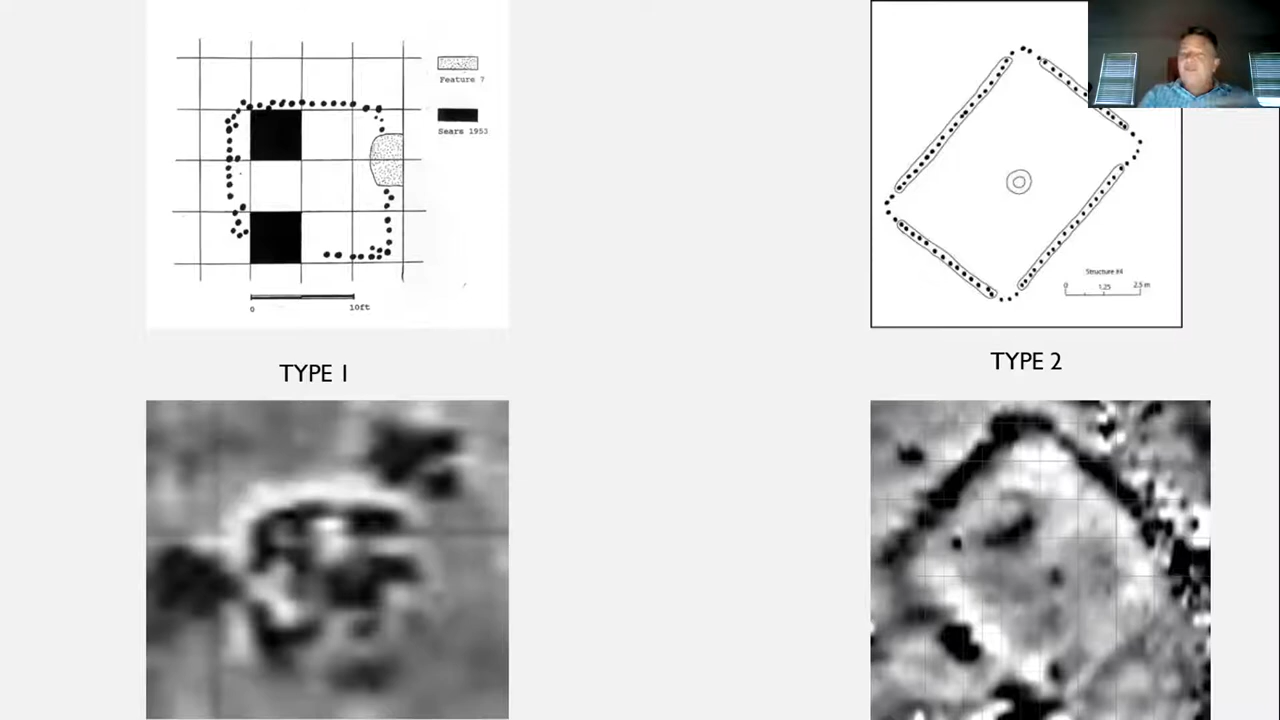 Feature 7
Sears 1953
0 10ft
TYPE 1
Structure #4
0 1.25 2.5 m
TYPE 2